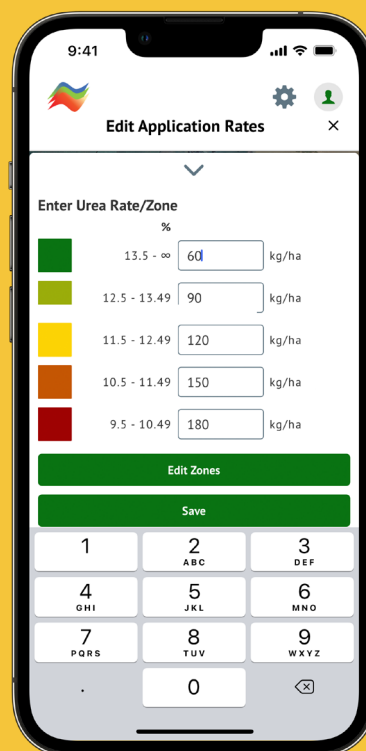 9:41
Edit Application Rates ×
Enter Urea Rate/Zone
%
13.5 - ∞ 60 kg/ha
12.5 - 13.49 90 kg/ha
11.5 - 12.49 120 kg/ha
10.5 - 11.49 150 kg/ha
9.5 - 10.49 180 kg/ha
Edit Zones
Save
1 2 3
ABC DEF
4 5 6
GHI JKL MNO
7 8 9
PQRS TUV WXYZ
. 0